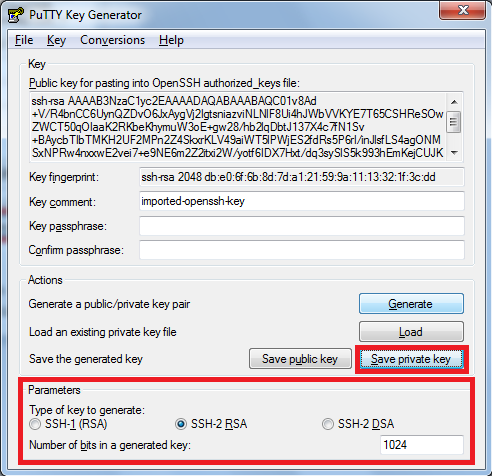 PuTTY Key Generator
File Key Conversions Help
Key
Public key for pasting into OpenSSH authorized_keys file:
ssh-rsa AAAAB3NzaC1yc2EAAAADAQABAAABAQC01v8Ad
+V/R4bnCC6UynQZDvO6JxAygVj2lgtsniazviNLNlF8Ui4hJWbVVKYE7T65CSHReSOw
ZWCT50qOlaaK2RKbeKhymuW3oE+gw28/hb2lqDbtJ137X4c7fN1Sv
+BAycbTlbTMKH2UF2MPn2Z4SkxrKLV49aiWT5lPWjES2fdRs5P6rl/inJlsfLS4agONM
SxNPRw4nxxwE2vei7+e9NE6m2Z2itxi2W/yotf6IDX7Hxt/dq3sySlS5k993hEmKejCUJK
Key fingerprint: ssh-rsa 2048 db:e0:6f:6b:8d:7d:a1:21:59:9a:11:13:32:1f:3c:dd
Key comment: imported-openssh-key
Key passphrase:
Confirm passphrase:
Actions
Generate a public/private key pair Generate
Load an existing private key file Load
Save the generated key Save public key Save private key
Parameters
Type of key to generate:
SSH-1 (RSA) SSH-2 RSA SSH-2 DSA
Number of bits in a generated key: 1024